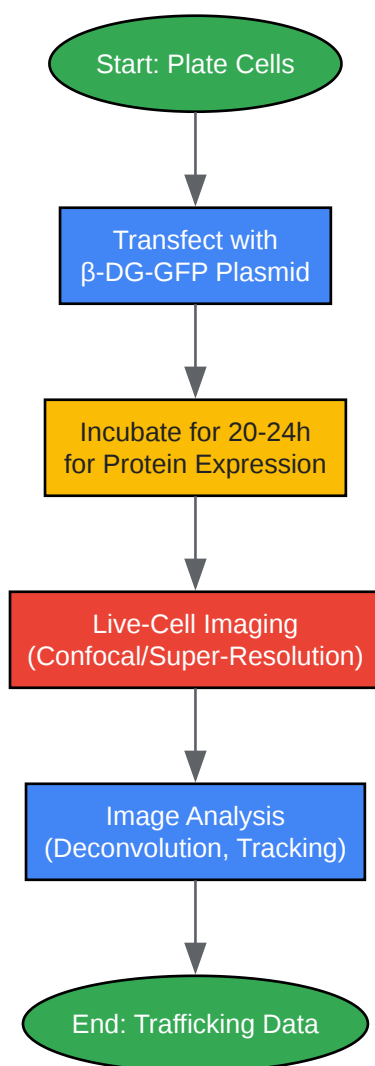 Start: Plate Cells
Transfect with
β-DG-GFP Plasmid
Incubate for 20-24h
for Protein Expression
Live-Cell Imaging
(Confocal/Super-Resolution)
Image Analysis
(Deconvolution, Tracking)
End: Trafficking Data